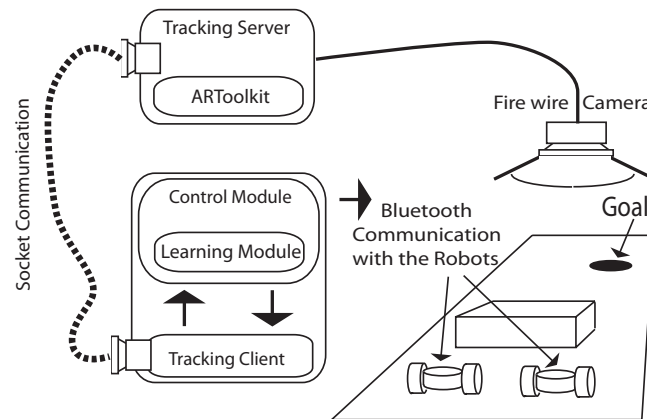 Tracking Server
ARToolkit
Fire wire Camera
Socket Communication
Control Module
Learning Module
Tracking Client
Bluetooth
Communication
with the Robots
Goal